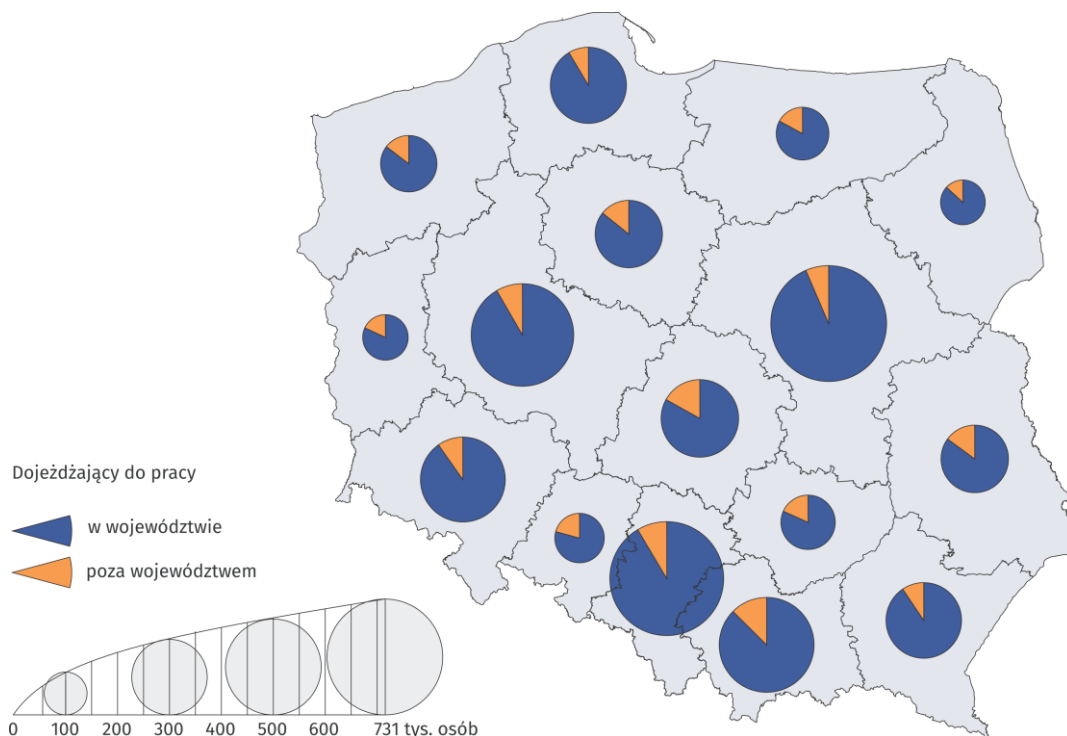 Dojeżdżający do pracy
w województwie
poza województwem
0 100 200 300 400 500 600 731 tys. osób